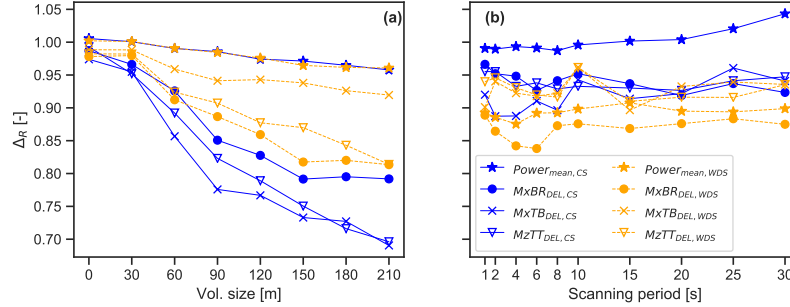 (a)
Δ_R
1.05
1.00
0.95
0.90
0.85
0.80
0.75
0.70
0 30 60 90 120 150 180 210
Vol. size [m]
(b)
Power_mean,CS
MxBR_DEL,CS
MxTB_DEL,CS
MzTT_DEL,CS
Power_mean,WDS
MxBR_DEL,WDS
MxTB_DEL,WDS
MzTT_DEL,WDS
1 2 4 6 8 10 15 20 25 30
Scanning period [s]